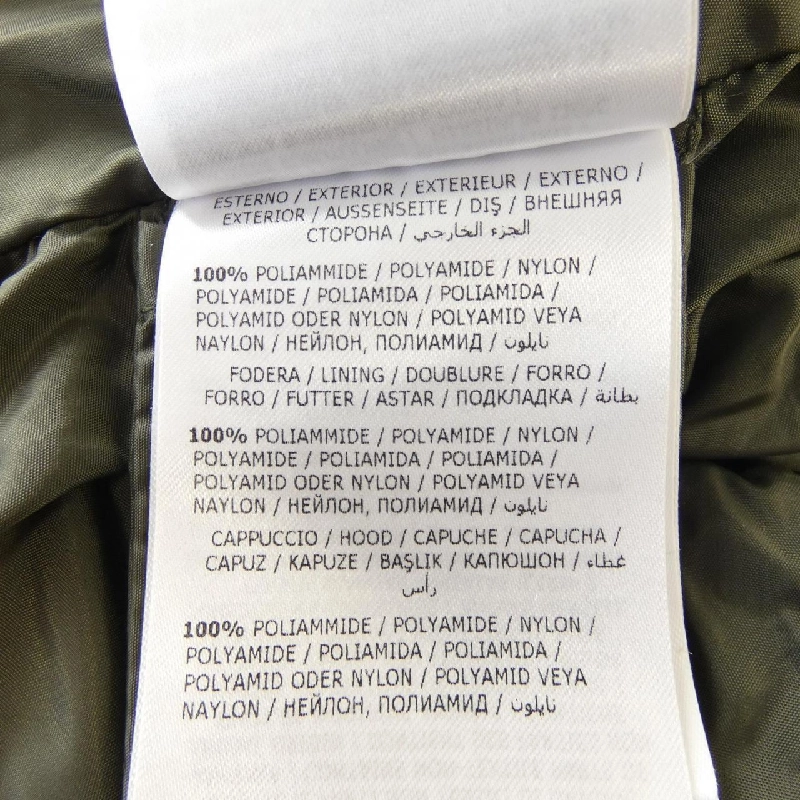 ESTERNO / EXTERIOR / EXTERIEUR / EXTERNO /
EXTERIOR / AUSSENSEITE / DIŞ / ВНЕШНЯЯ
СТОРОНА / الجزء الخارجي
100% POLIAMMIDE / POLYAMIDE / NYLON /
POLYAMIDE / POLIAMIDA / POLIAMIDA /
POLYAMID ODER NYLON / POLYAMID VEYA
NAYLON / НЕЙЛОН, ПОЛИАМИД / نايلون
FODERA / LINING / DOUBLURE / FORRO /
FORRO / FUTTER / ASTAR / ПОДКЛАДКА / بطانة
100% POLIAMMIDE / POLYAMIDE / NYLON /
POLYAMIDE / POLIAMIDA / POLIAMIDA /
POLYAMID ODER NYLON / POLYAMID VEYA
NAYLON / НЕЙЛОН, ПОЛИАМИД / نايلون
CAPPUCCIO / HOOD / CAPUCHE / CAPUCHA /
CAPUZ / KAPUZE / BAŞLIK / КАПЮШОН / غطاء
رأس
100% POLIAMMIDE / POLYAMIDE / NYLON /
POLYAMIDE / POLIAMIDA / POLIAMIDA /
POLYAMID ODER NYLON / POLYAMID VEYA
NAYLON / НЕЙЛОН, ПОЛИАМИД / نايلون